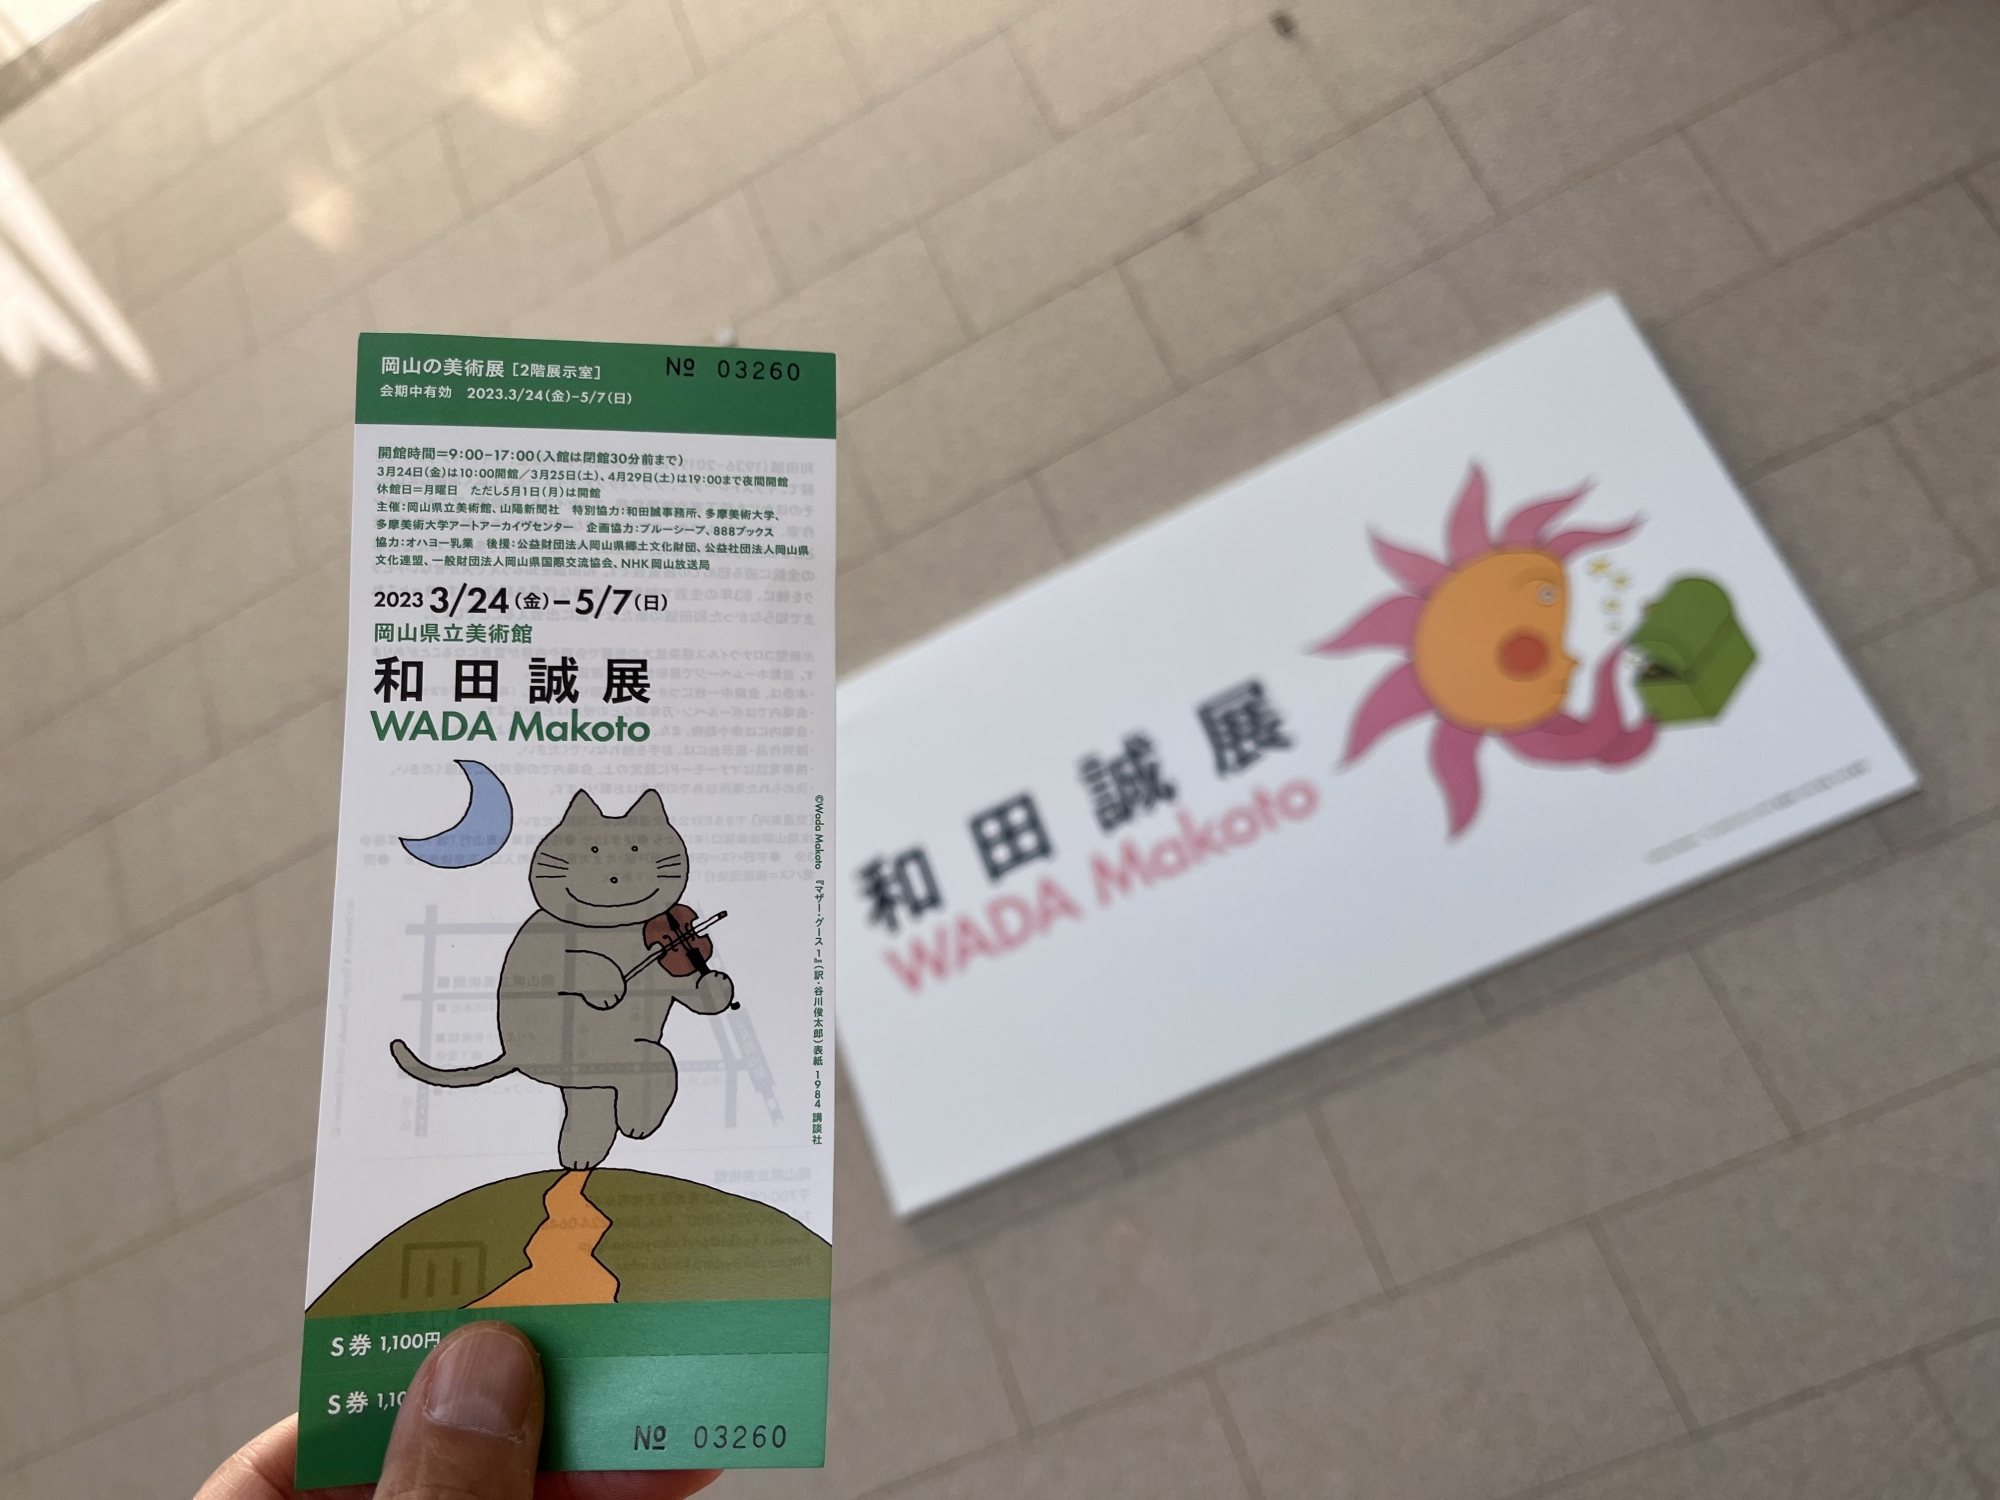 岡山の美術展 [2階展示室]
№ 03260
会期中有効 2023.3/24(金)–5/7(日)
開館時間=9:00–17:00(入館は閉館30分前まで)
3月24日(金)は10:00開館/3月25日(土)、4月29日(土)は19:00まで夜間開館
休館日=月曜日 ただし5月1日(月)は開館
主催:岡山県立美術館、山陽新聞社 特別協力:和田誠事務所、多摩美術大学、
多摩美術大学アートアーカイヴセンター 企画協力:ブルーシープ、888ブックス
協力:オハヨー乳業 後援:公益財団法人岡山県郷土文化財団、公益社団法人岡山県
文化連盟、一般財団法人岡山県国際交流協会、NHK岡山放送局
2023 3/24(金)–5/7(日)
岡山県立美術館
和田誠展
WADA Makoto
©Wada Makoto 『マザー・グース 1』(訳・谷川俊太郎)表紙 1984 講談社
S券 1,100円
S券 1,10
№ 03260
和田誠展
WADA Makoto